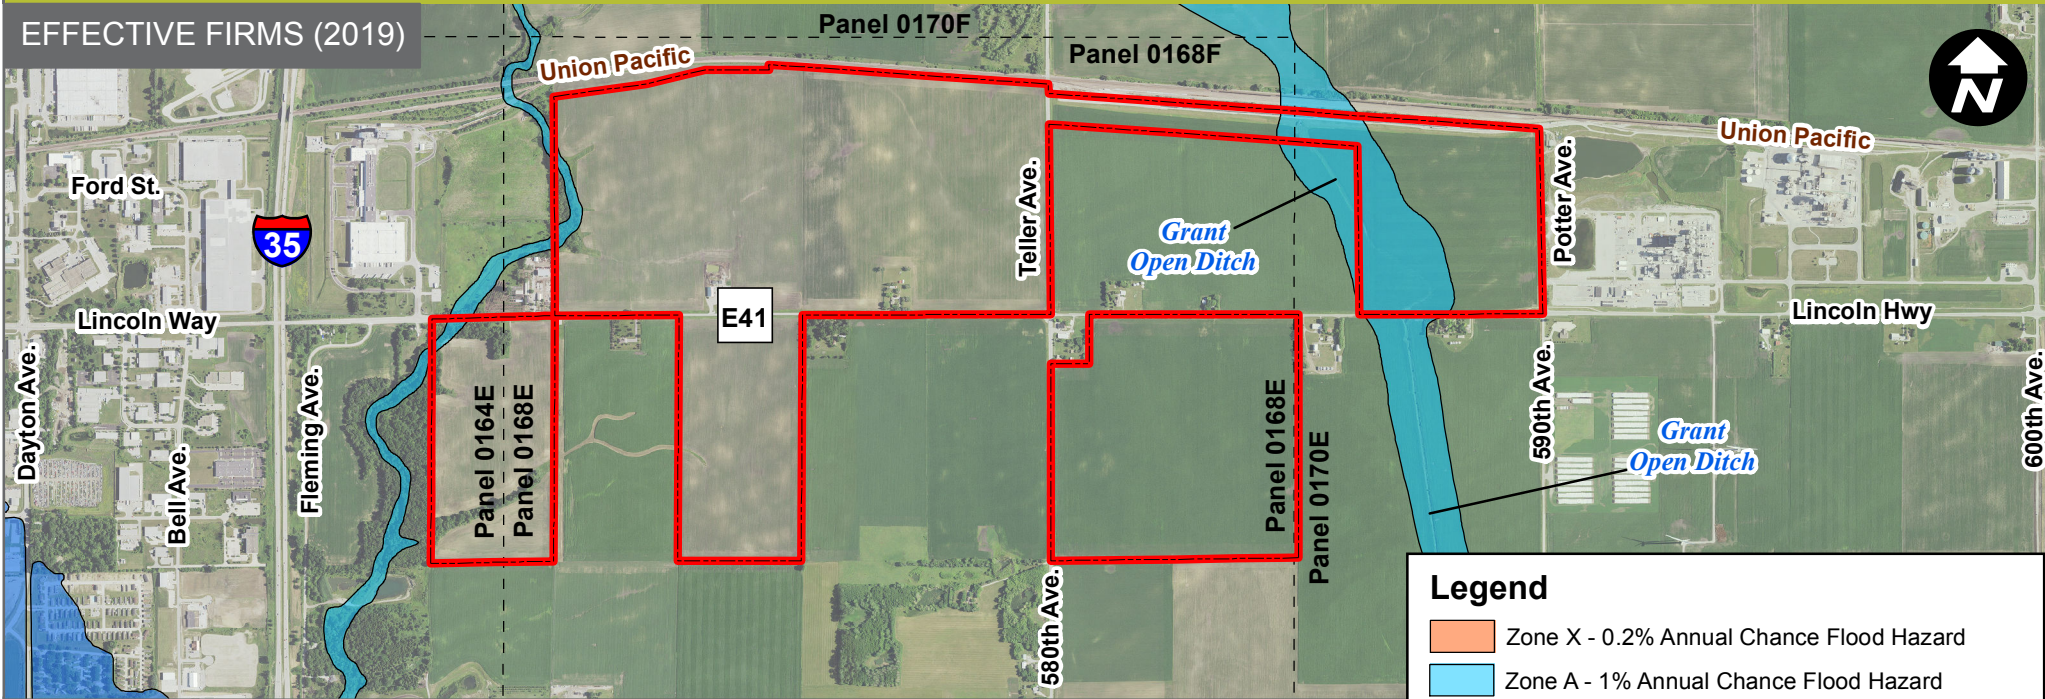 EFFECTIVE FIRMS (2019)
Panel 0170F
Panel 0168F
Union Pacific
N
Union Pacific
Ford St.
35
Teller Ave.
Grant
Open Ditch
Potter Ave.
Lincoln Way
E41
Lincoln Hwy
Dayton Ave.
Bell Ave.
Fleming Ave.
Panel 0164E
Panel 0168E
Panel 0168E
Panel 0170E
590th Ave.
Grant
Open Ditch
600th Ave.
580th Ave.
Legend
Zone X - 0.2% Annual Chance Flood Hazard
Zone A - 1% Annual Chance Flood Hazard